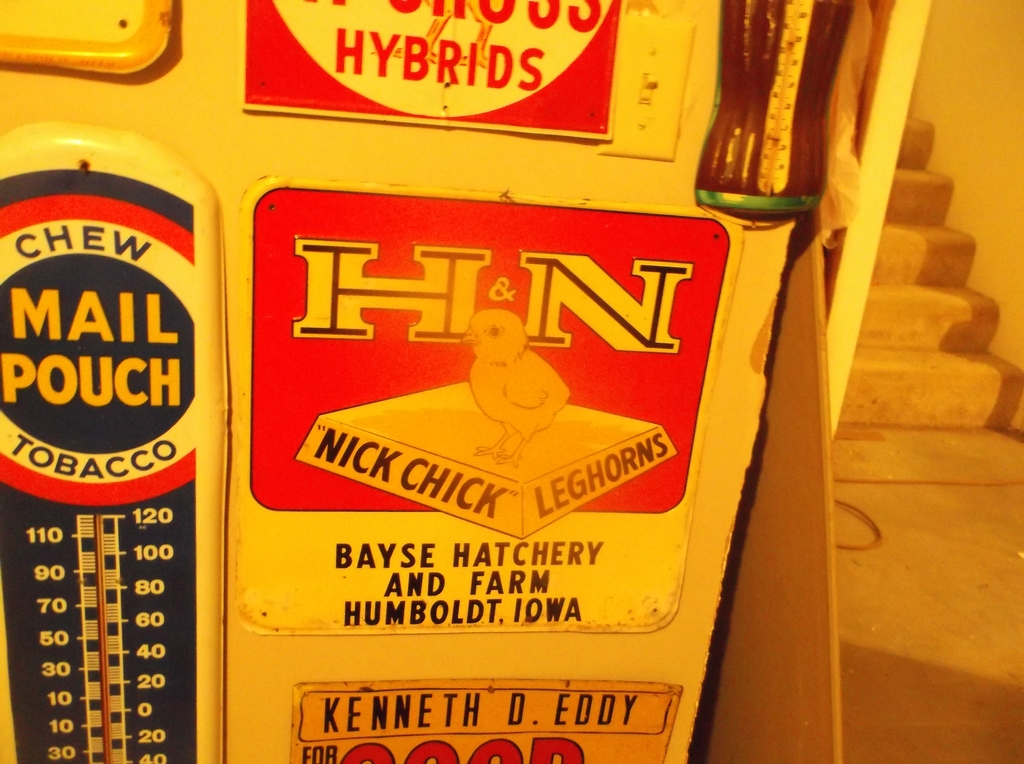 HYBRIDS
CHEW
MAIL
POUCH
TOBACCO
120
110
100
90
80
70
60
50
40
30
20
10
0
10
20
30
40
H&N
"NICK CHICK" LEGHORNS
BAYSE HATCHERY
AND FARM
HUMBOLDT, IOWA
KENNETH D. EDDY
FOR GOOD